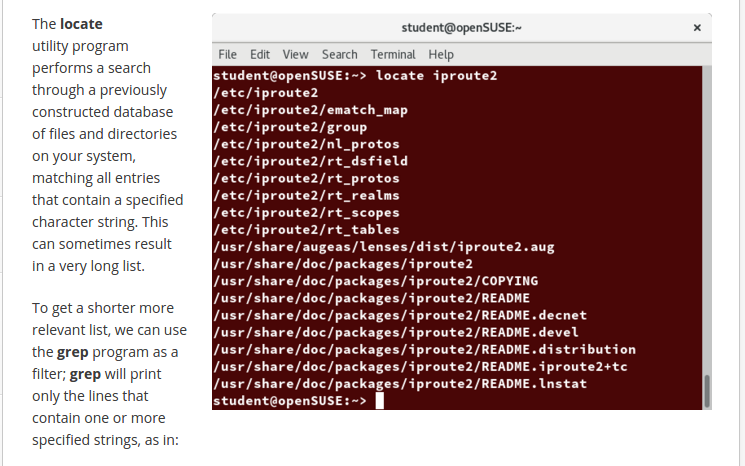 The locate
utility program
performs a search
through a previously
constructed database
of files and directories
on your system,
matching all entries
that contain a specified
character string. This
can sometimes result
in a very long list.
To get a shorter more
relevant list, we can use
the grep program as a
filter; grep will print
only the lines that
contain one or more
specified strings, as in:
student@openSUSE:~
×
File Edit View Search Terminal Help
student@openSUSE:~> locate iproute2
/etc/iproute2
/etc/iproute2/ematch_map
/etc/iproute2/group
/etc/iproute2/nl_protos
/etc/iproute2/rt_dsfield
/etc/iproute2/rt_protos
/etc/iproute2/rt_realms
/etc/iproute2/rt_scopes
/etc/iproute2/rt_tables
/usr/share/augeas/lenses/dist/iproute2.aug
/usr/share/doc/packages/iproute2
/usr/share/doc/packages/iproute2/COPYING
/usr/share/doc/packages/iproute2/README
/usr/share/doc/packages/iproute2/README.decnet
/usr/share/doc/packages/iproute2/README.devel
/usr/share/doc/packages/iproute2/README.distribution
/usr/share/doc/packages/iproute2/README.iproute2+tc
/usr/share/doc/packages/iproute2/README.lnstat
student@openSUSE:~>